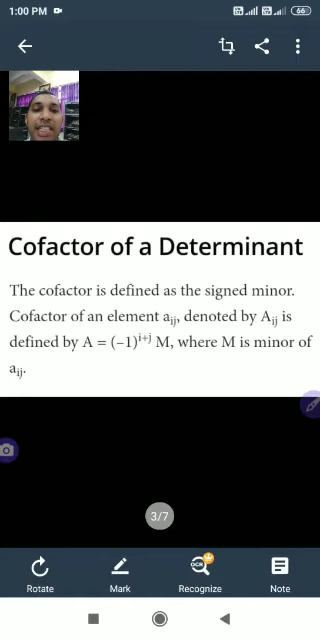 1:00 PM
66
Cofactor of a Determinant
The cofactor is defined as the signed minor.
Cofactor of an element aij, denoted by Aij is
defined by A = (–1)i+j M, where M is minor of
aij.
3/7
OCR
Rotate Mark Recognize Note